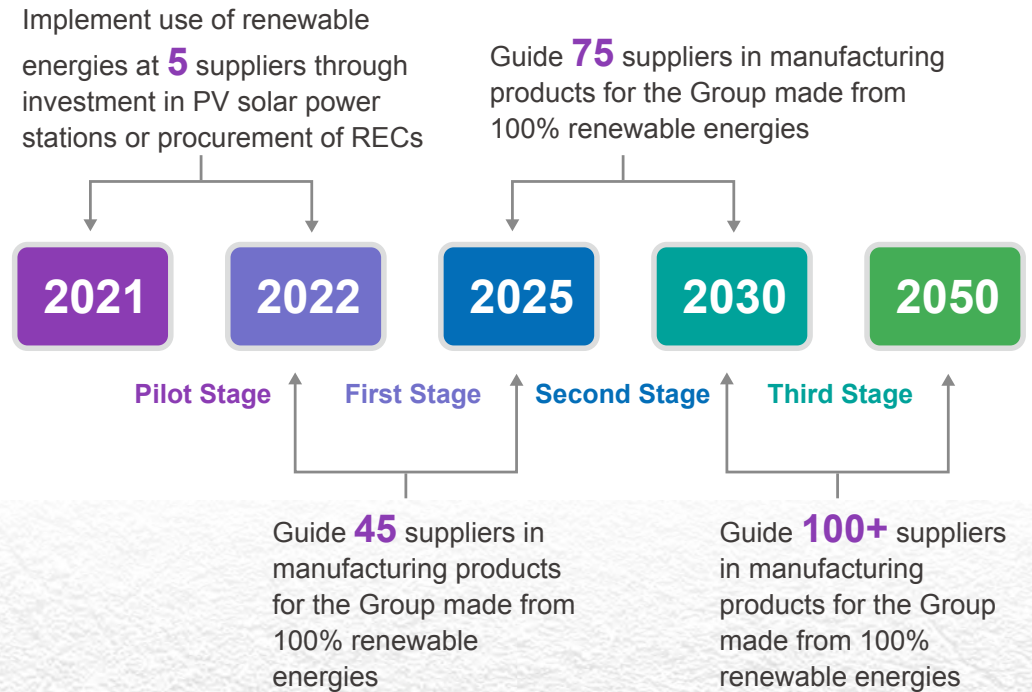 Implement use of renewable
energies at 5 suppliers through
investment in PV solar power
stations or procurement of RECs
Guide 75 suppliers in manufacturing
products for the Group made from
100% renewable energies
2021
2022
2025
2030
2050
Pilot Stage
First Stage
Second Stage
Third Stage
Guide 45 suppliers in
manufacturing products
for the Group made from
100% renewable
energies
Guide 100+ suppliers
in manufacturing
products for the Group
made from 100%
renewable energies